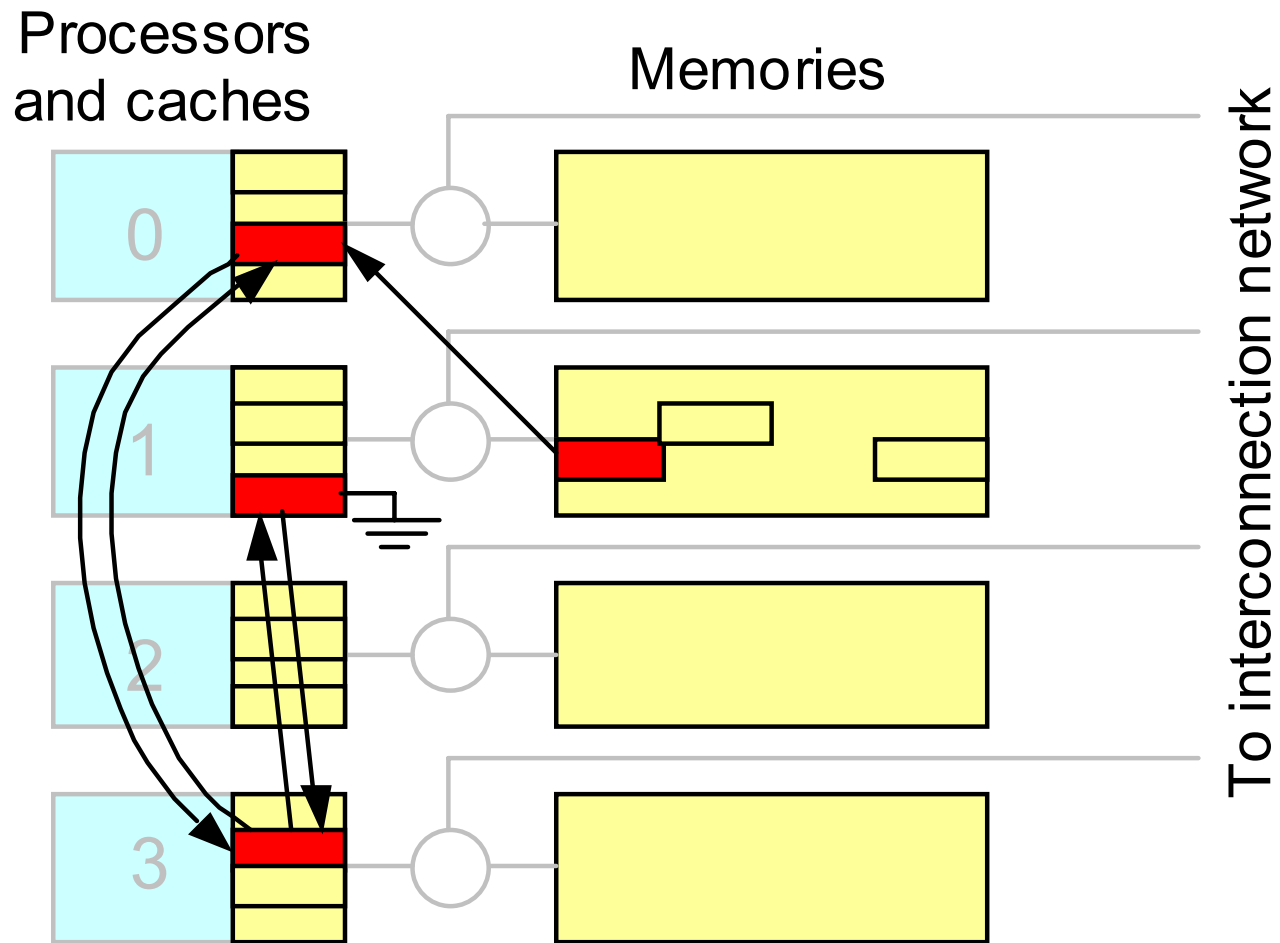 Processors
and caches
Memories
To interconnection network
0
1
2
3